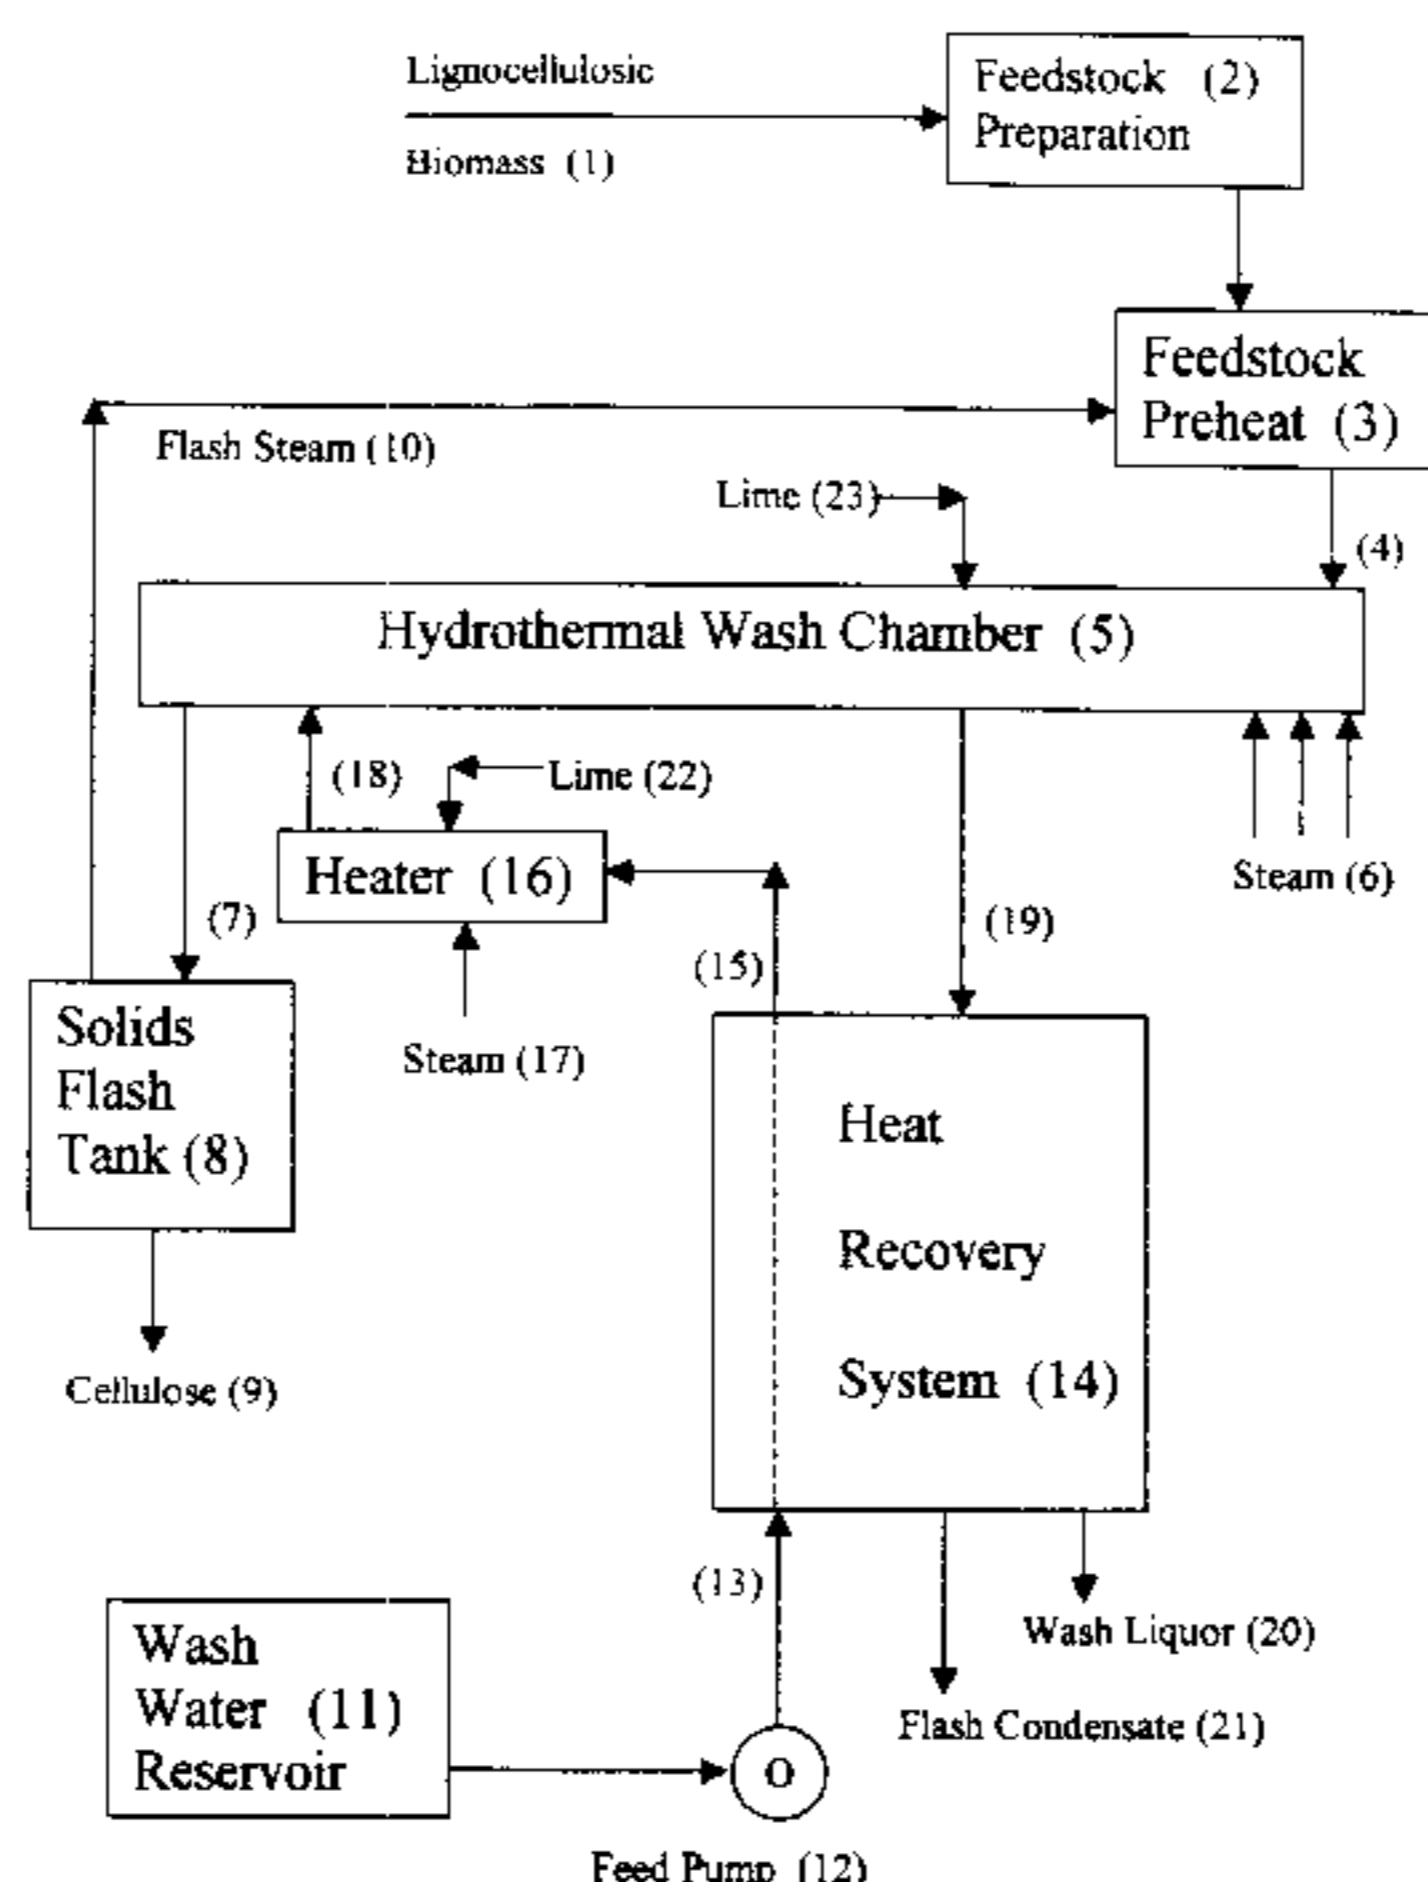 Lignocellulosic
Biomass (1)
Feedstock (2)
Preparation
Feedstock
Preheat (3)
Flash Steam (10)
Lime (23)
(4)
Hydrothermal Wash Chamber (5)
(18)
Lime (22)
Heater (16)
Steam (6)
(7)
(19)
(15)
Solids
Flash
Tank (8)
Steam (17)
Heat
Recovery
System (14)
Cellulose (9)
(13)
Wash
Water (11)
Reservoir
Wash Liquor (20)
Flash Condensate (21)
O
Feed Pump (12)